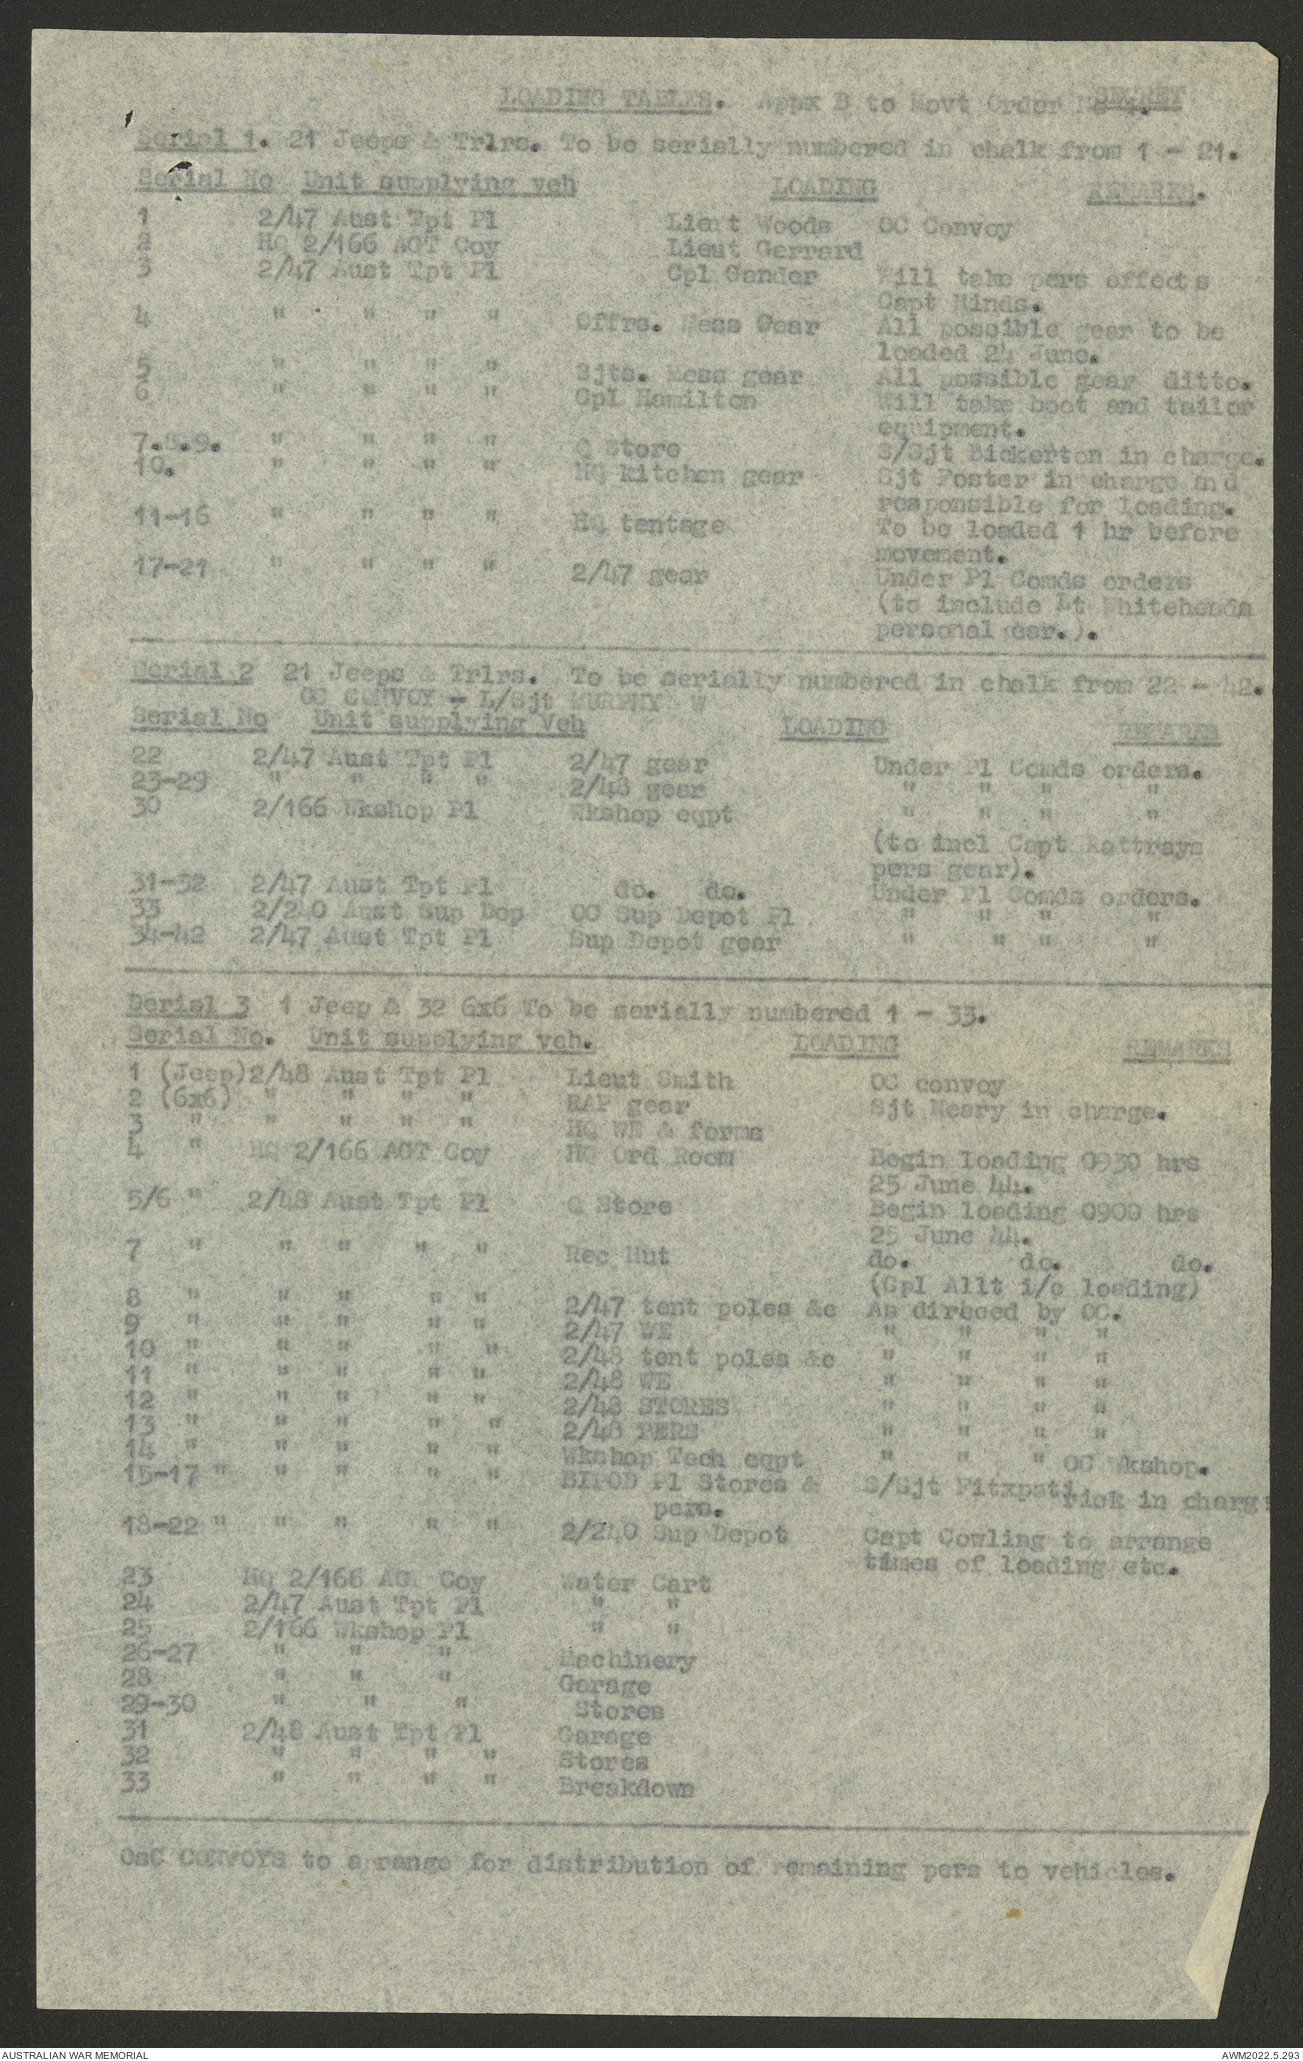 SECRET
LOADING TABLES. Appx B to Movt Order No 4.
Serial 1. 21 Jeeps & Trlrs. To be serially numbered in chalk from 1 - 21.
Serial No Unit supplying veh LOADING REMARKS.
1 2/47 Aust Tpt Pl Lieut Woods OC Convoy
2 HQ 2/166 AGT Coy Lieut Gerrard
3 2/47 Aust Tpt Pl Cpl Gander Will take pers effects
Capt Hinds.
4 " " " " Offrs. Mess Gear All possible gear to be
loaded 24 June.
5 " " " " Sjts. Mess gear All possible gear ditto.
6 " " " " Cpl Hamilton Will take boot and tailor
equipment.
7.8.9. " " " " Q Store S/Sjt Bickerton in charge.
10. " " " " HQ kitchen gear Sjt Foster in charge and
responsible for loading.
11-16 " " " " HQ tentage To be loaded 1 hr before
movement.
17-21 " " " " 2/47 gear Under Pl Comds orders
(to include Lt Whiteheads
personal gear.).
Serial 2 21 Jeeps & Trlrs. To be serially numbered in chalk from 22 - 42.
OC CONVOY - L/Sjt MURPHY W
Serial No Unit supplying Veh LOADING REMARKS
22 2/47 Aust Tpt Pl 2/47 gear Under Pl Comds orders.
23-29 " " " " 2/48 gear " " " "
30 2/166 Wkshop Pl Wkshop eqpt " " " "
(to incl Capt Rattrays
pers gear).
31-32 2/47 Aust Tpt Pl do. do. Under Pl Comds orders.
33 2/240 Aust Sup Dep OC Sup Depot Pl " " " "
34-42 2/47 Aust Tpt Pl Sup Depot gear " " " "
Serial 3 1 Jeep & 32 6x6 To be serially numbered 1 - 33.
Serial No. Unit supplying veh. LOADING REMARKS
1 (Jeep) 2/48 Aust Tpt Pl Lieut Smith OC convoy
2 (6x6) " " " " RAP gear Sjt Neary in charge.
3 " " " " " HQ WE & forms
4 " HQ 2/166 AGT Coy HQ Ord Room Begin loading 0930 hrs
25 June 44.
5/6 " 2/48 Aust Tpt Pl Q Store Begin loading 0900 hrs
25 June 44.
7 " " " " " Rec Hut do. do. do.
(Cpl Allt i/c loading)
8 " " " " " 2/47 tent poles &c As direced by OC.
9 " " " " " 2/47 WE " " " "
10 " " " " " 2/48 tent poles &c " " " "
11 " " " " " 2/48 WE " " " "
12 " " " " " 2/48 STORES " " " "
13 " " " " " 2/48 PERS " " " "
14 " " " " " Wkshop Tech eqpt " " " OC Wkshop.
15-17 " " " " " BIPOD Pl Stores & S/Sjt Fitxpatirick in charge
pers.
18-22 " " " " " 2/240 Sup Depot Capt Cowling to arrange
times of loading etc.
23 HQ 2/166 AGT Coy Water Cart
24 2/47 Aust Tpt Pl " "
25 2/166 Wkshop Pl " "
26-27 " " " Machinery
28 " " " Garage
29-30 " " " Stores
31 2/48 Aust Tpt Pl Garage
32 " " " " Stores
33 " " " " Breakdown
OsC CONVOYS to arrange for distribution of remaining pers to vehicles.
AUSTRALIAN WAR MEMORIAL AWM2022.5.293